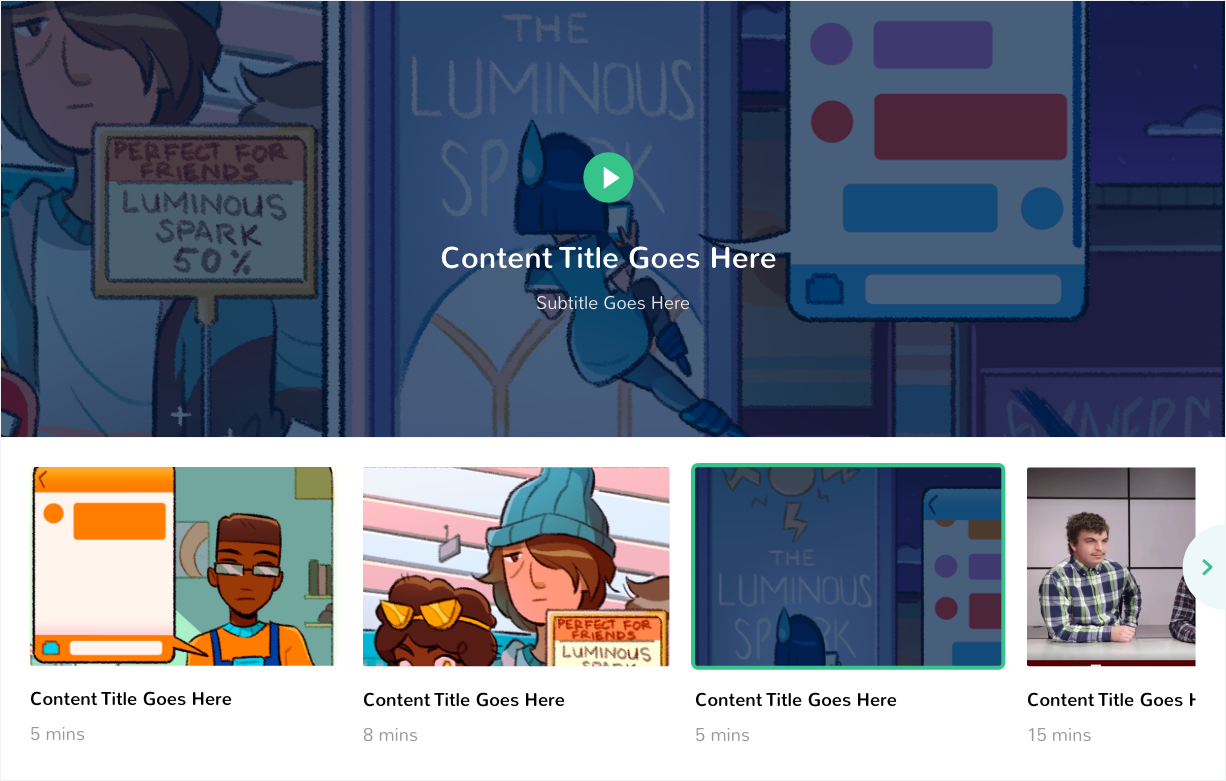 THE
LUMINOUS
SPARK
PERFECT FOR
FRIENDS
LUMINOUS
SPARK
50%
Content Title Goes Here
Subtitle Goes Here
PERFECT FOR
FRIENDS
LUMINOUS
THE
LUMINOUS
Content Title Goes Here
5 mins
Content Title Goes Here
8 mins
Content Title Goes Here
5 mins
Content Title Goes
15 mins